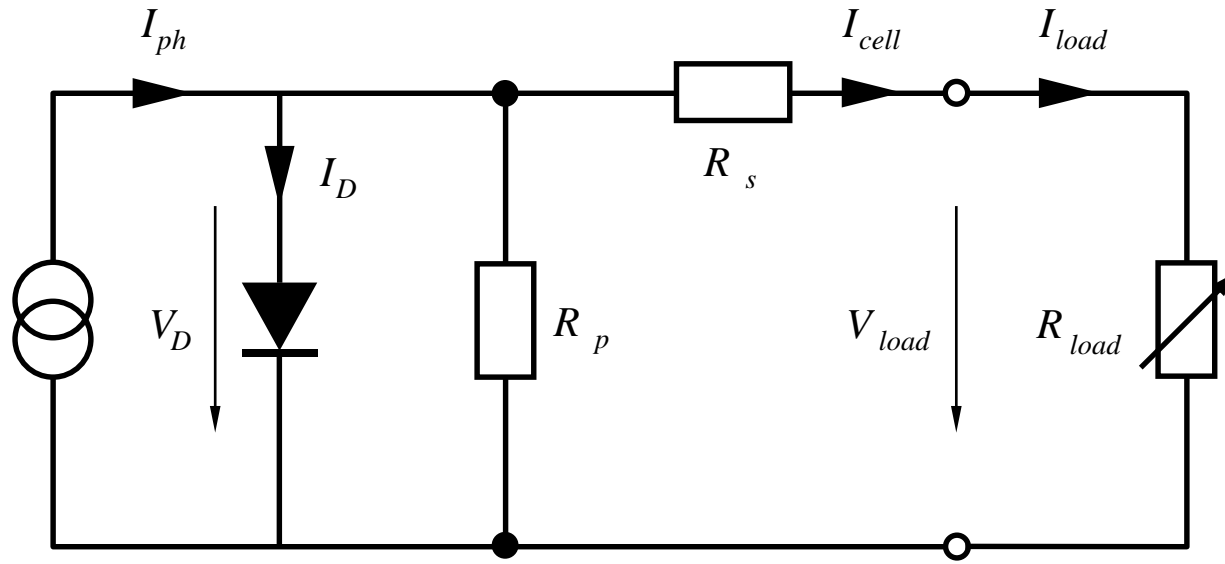 I_ph
I_cell
I_load
I_D
R_s
V_D
R_p
V_load
R_load